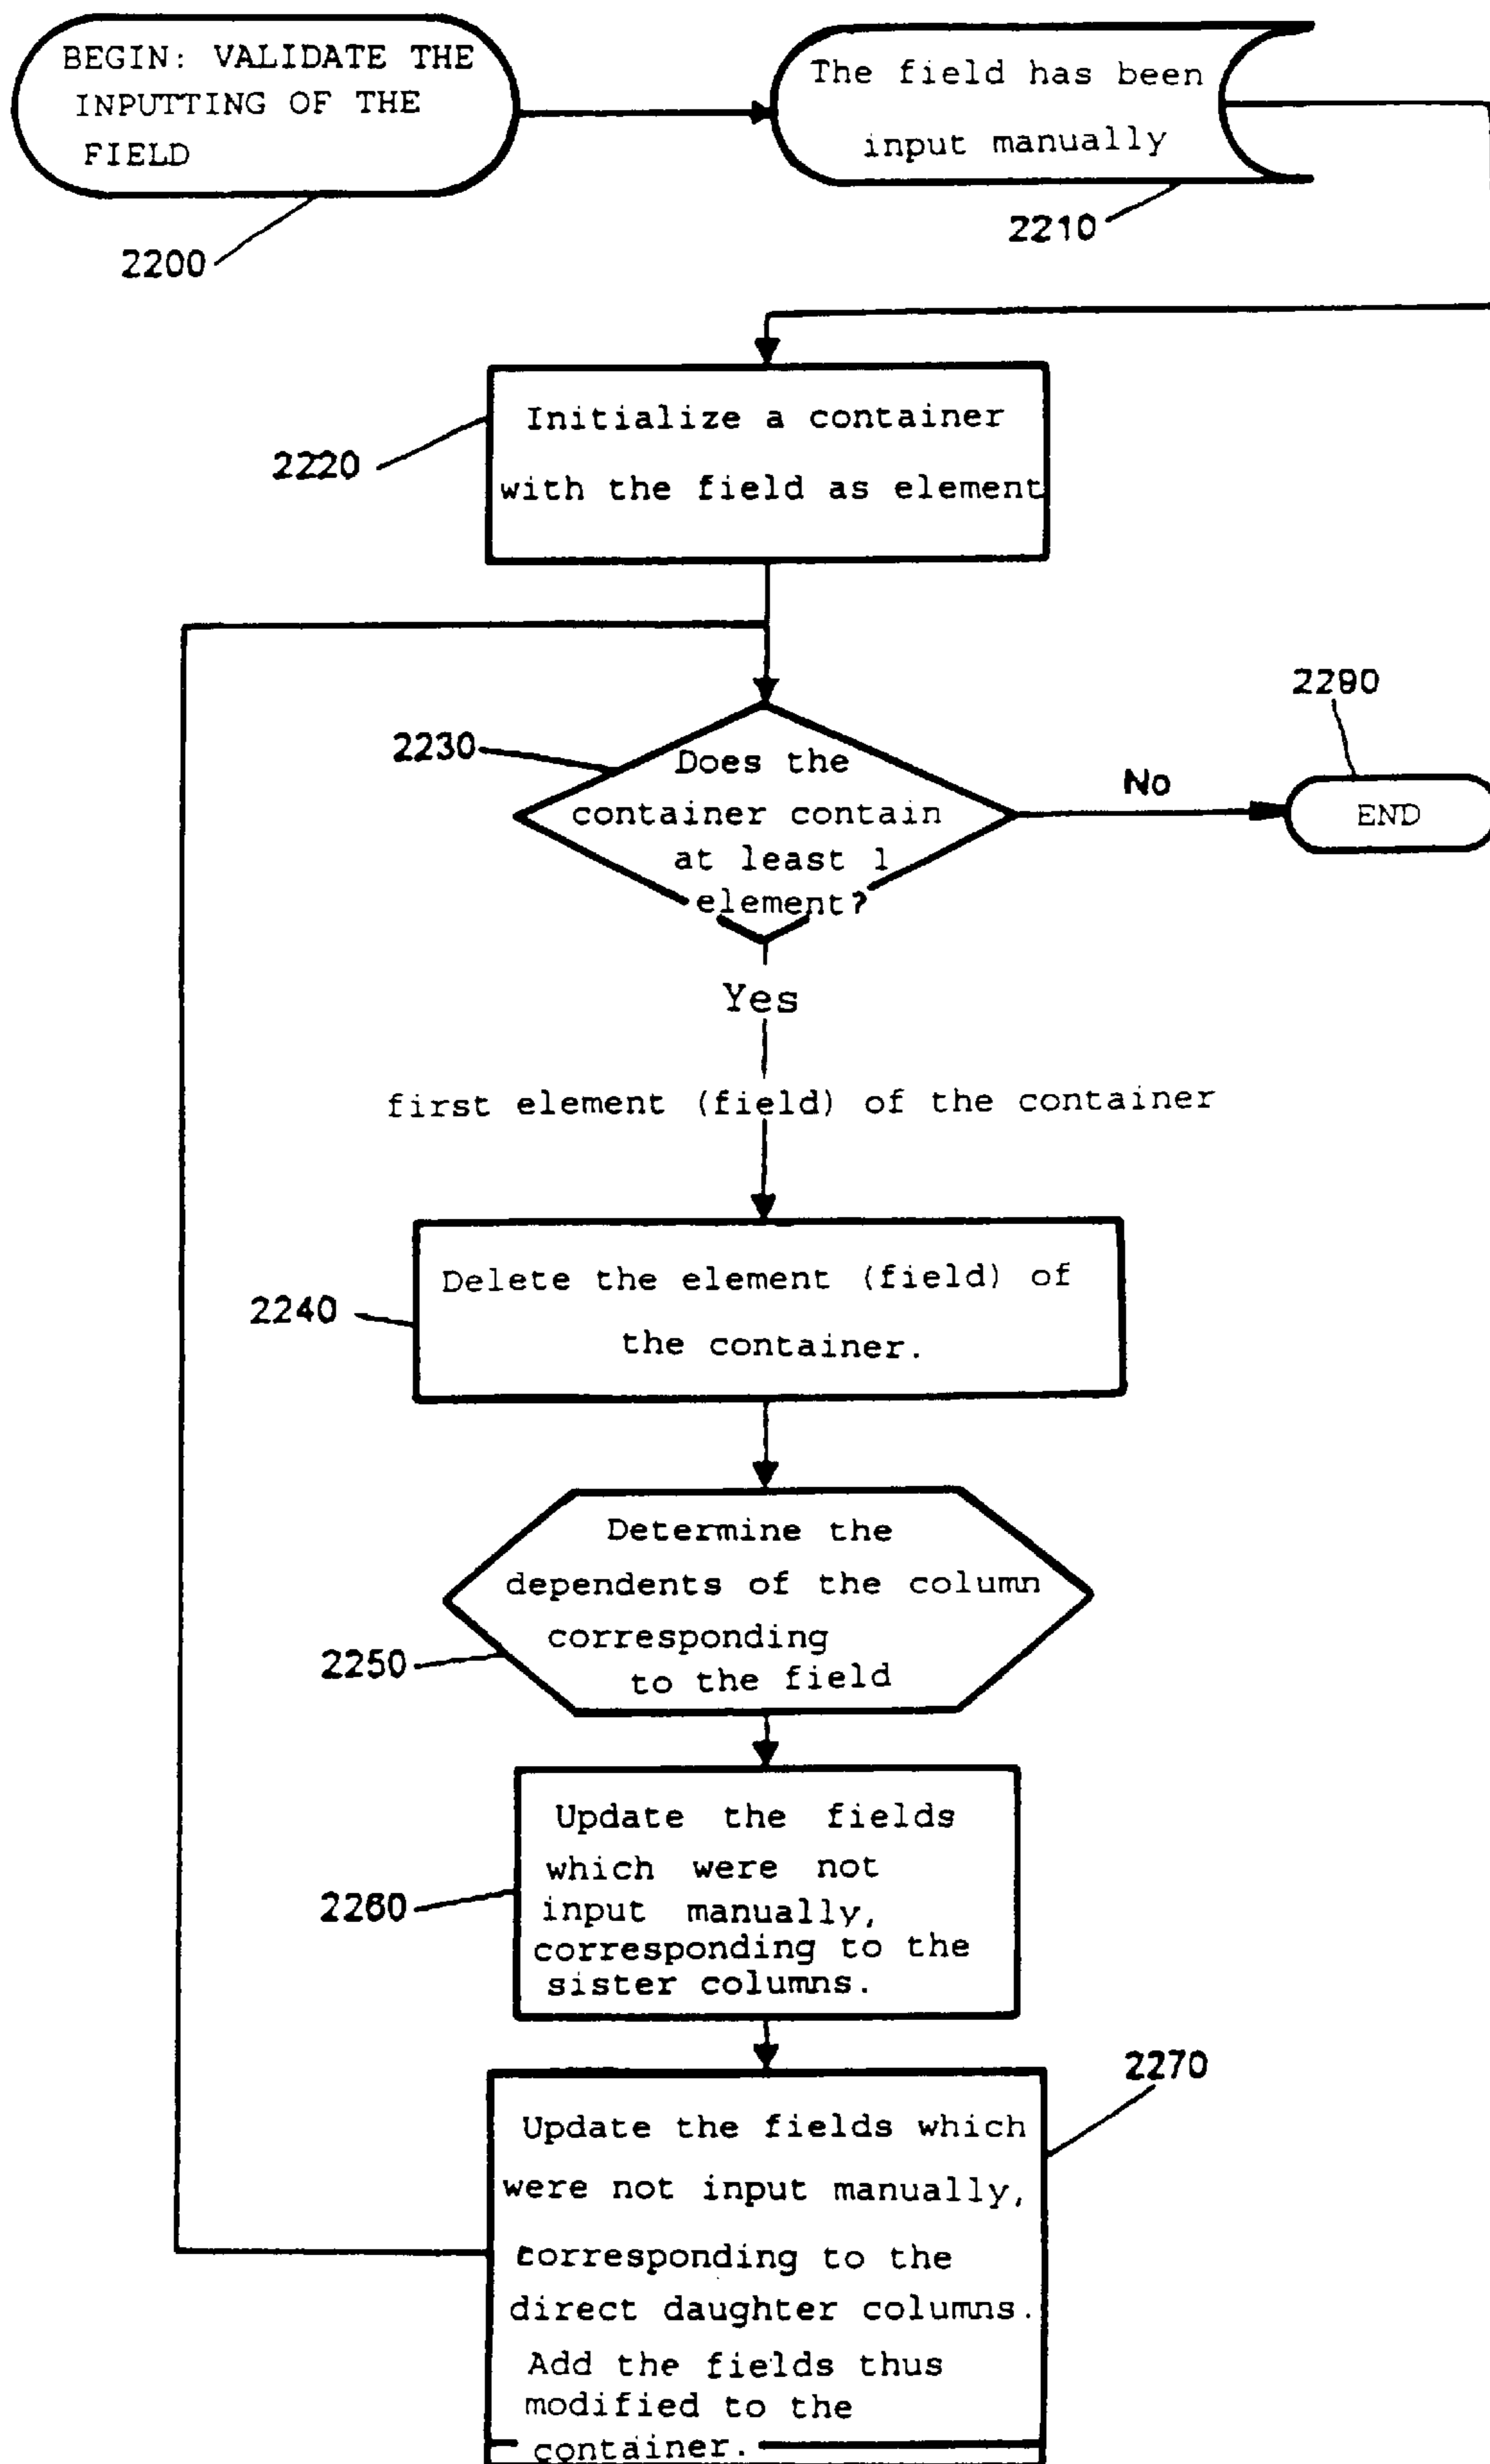 BEGIN: VALIDATE THE
INPUTTING OF THE
FIELD
2200
The field has been
input manually
2210
Initialize a container
with the field as element
2220
Does the
container contain
at least 1
element?
2230
No
2290
END
Yes
first element (field) of the container
Delete the element (field) of
the container.
2240
Determine the
dependents of the column
corresponding
to the field
2250
Update the fields
which were not
input manually,
corresponding to the
sister columns.
2260
2270
Update the fields which
were not input manually,
corresponding to the
direct daughter columns.
Add the fields thus
modified to the
container.